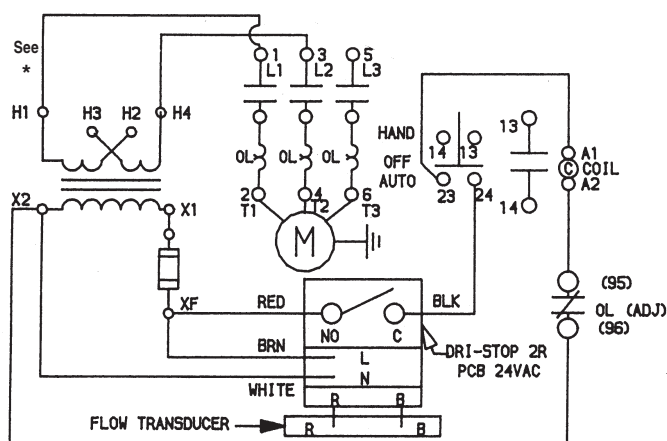 See
*
1 3 5
L1 L2 L3
H1 H3 H2 H4
HAND
OFF
AUTO
14 13
23 24
13
14
A1
C COIL
A2
OL OL OL
2 4 6
T1 T2 T3
X2 X1
M
(95)
OL (ADJ)
(96)
XF RED BLK
NO C
BRN L
WHITE N
DRI-STOP 2R
PCB 24VAC
R B
FLOW TRANSDUCER R B